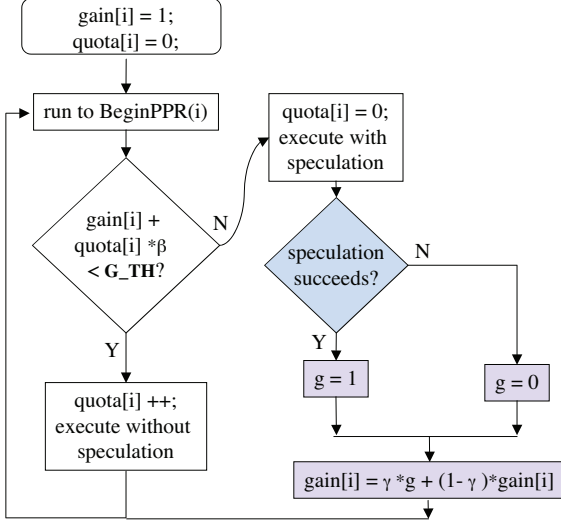 gain[i] = 1;
quota[i] = 0;
run to BeginPPR(i)
gain[i] +
quota[i] *β
< G_TH?
N
Y
quota[i] ++;
execute without
speculation
quota[i] = 0;
execute with
speculation
speculation
succeeds?
N
Y
g = 1
g = 0
gain[i] = γ *g + (1- γ )*gain[i]